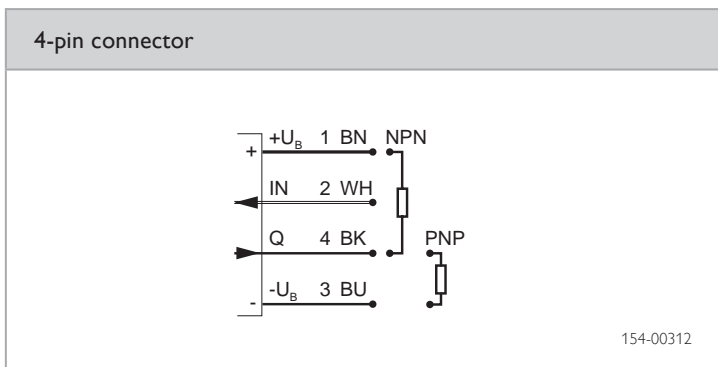 4-pin connector
+U_B 1 BN NPN
+
IN 2 WH
Q 4 BK PNP
-U_B 3 BU
-
154-00312